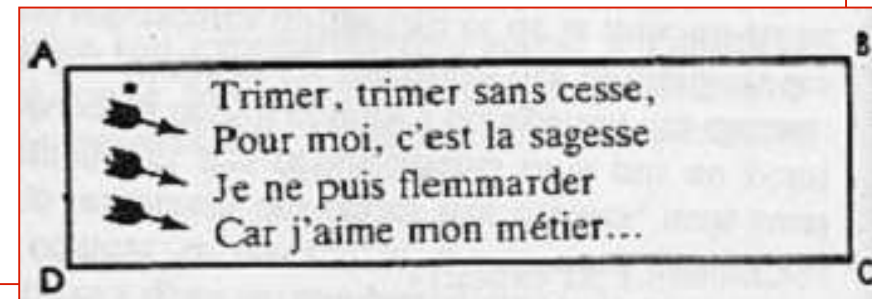 A B
Trimer, trimer sans cesse,
Pour moi, c'est la sagesse
Je ne puis flemmarder
Car j'aime mon métier...
D C